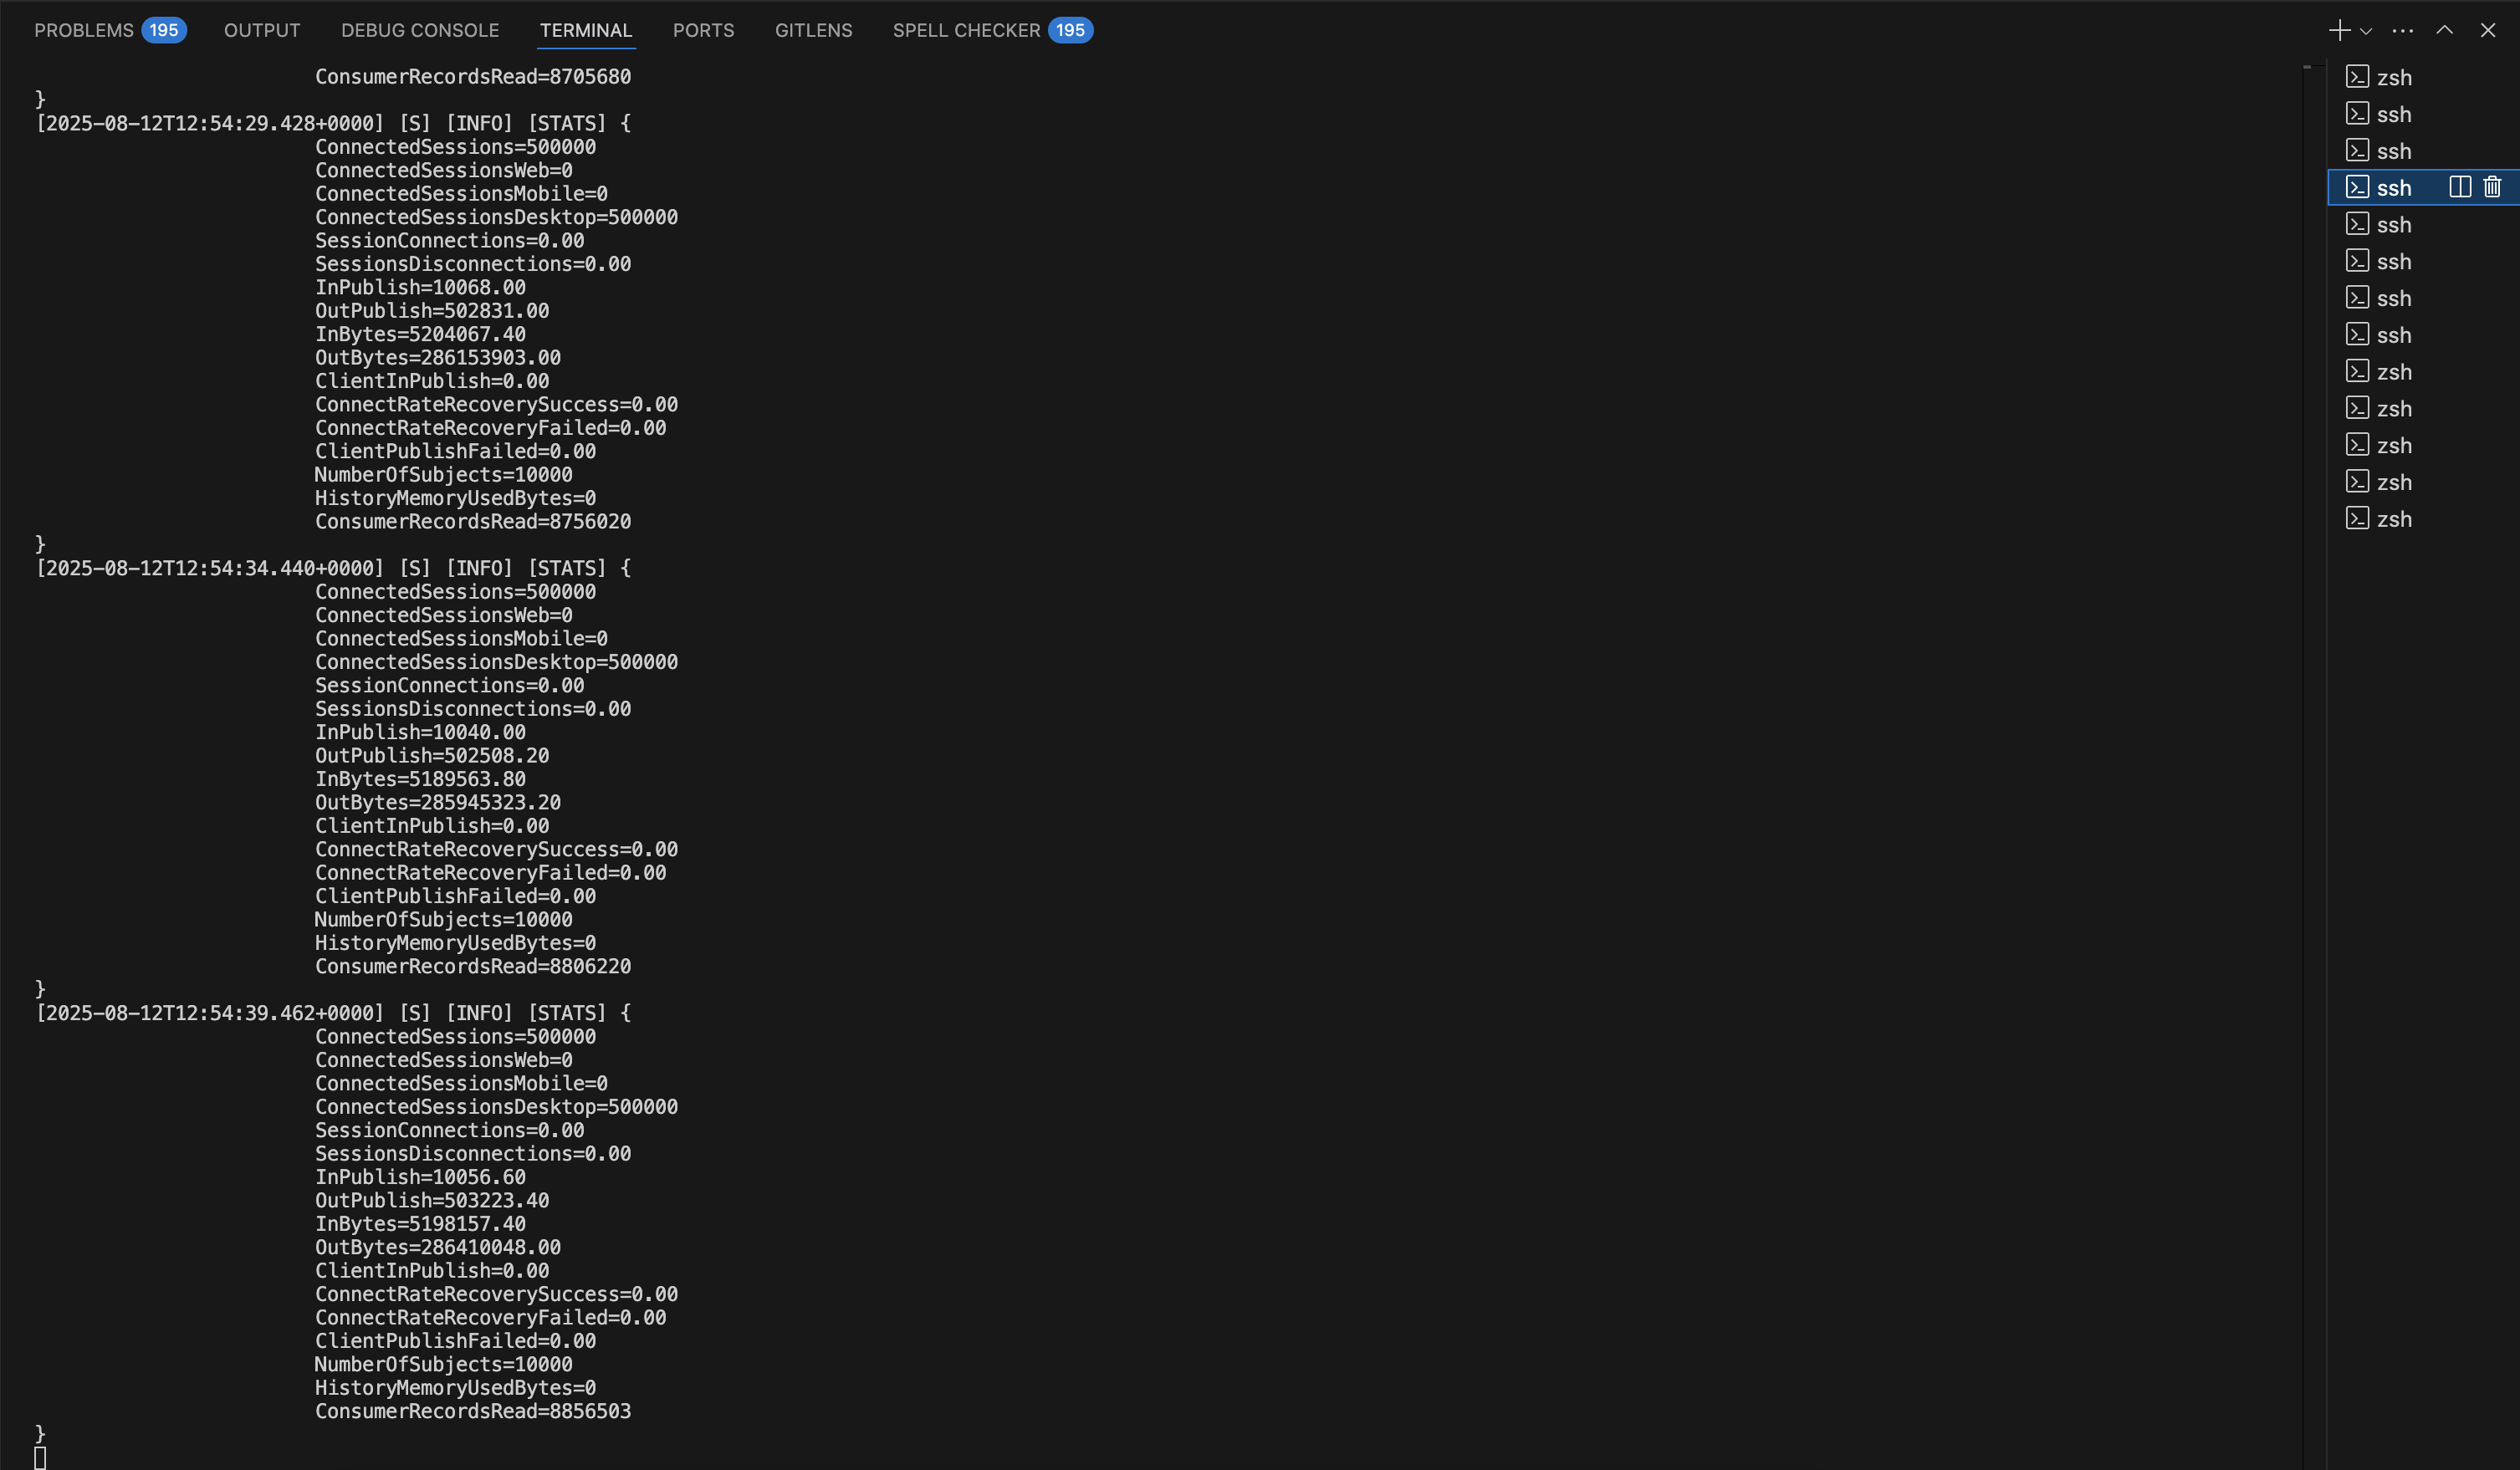 PROBLEMS 195 OUTPUT DEBUG CONSOLE TERMINAL PORTS GITLENS SPELL CHECKER 195
ConsumerRecordsRead=8705680
}
[2025-08-12T12:54:29.428+0000] [S] [INFO] [STATS] {
ConnectedSessions=500000
ConnectedSessionsWeb=0
ConnectedSessionsMobile=0
ConnectedSessionsDesktop=500000
SessionConnections=0.00
SessionsDisconnections=0.00
InPublish=10068.00
OutPublish=502831.00
InBytes=5204067.40
OutBytes=286153903.00
ClientInPublish=0.00
ConnectRateRecoverySuccess=0.00
ConnectRateRecoveryFailed=0.00
ClientPublishFailed=0.00
NumberOfSubjects=10000
HistoryMemoryUsedBytes=0
ConsumerRecordsRead=8756020
}
[2025-08-12T12:54:34.440+0000] [S] [INFO] [STATS] {
ConnectedSessions=500000
ConnectedSessionsWeb=0
ConnectedSessionsMobile=0
ConnectedSessionsDesktop=500000
SessionConnections=0.00
SessionsDisconnections=0.00
InPublish=10040.00
OutPublish=502508.20
InBytes=5189563.80
OutBytes=285945323.20
ClientInPublish=0.00
ConnectRateRecoverySuccess=0.00
ConnectRateRecoveryFailed=0.00
ClientPublishFailed=0.00
NumberOfSubjects=10000
HistoryMemoryUsedBytes=0
ConsumerRecordsRead=8806220
}
[2025-08-12T12:54:39.462+0000] [S] [INFO] [STATS] {
ConnectedSessions=500000
ConnectedSessionsWeb=0
ConnectedSessionsMobile=0
ConnectedSessionsDesktop=500000
SessionConnections=0.00
SessionsDisconnections=0.00
InPublish=10056.60
OutPublish=503223.40
InBytes=5198157.40
OutBytes=286410048.00
ClientInPublish=0.00
ConnectRateRecoverySuccess=0.00
ConnectRateRecoveryFailed=0.00
ClientPublishFailed=0.00
NumberOfSubjects=10000
HistoryMemoryUsedBytes=0
ConsumerRecordsRead=8856503
}
zsh
ssh
ssh
ssh
ssh
ssh
ssh
ssh
zsh
zsh
zsh
zsh
zsh